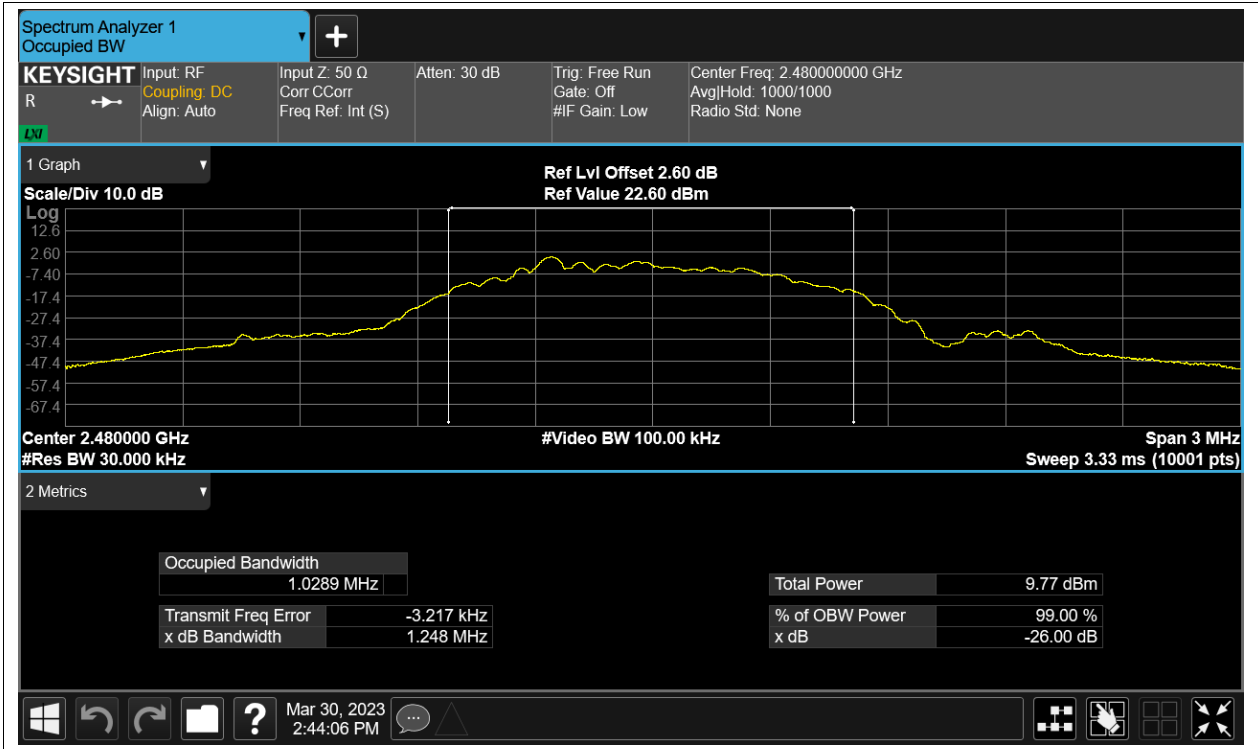 Spectrum Analyzer 1
Occupied BW
KEYSIGHT
R
LXI
Input: RF
Coupling: DC
Align: Auto
Input Z: 50 Ω
Corr CCorr
Freq Ref: Int (S)
Atten: 30 dB
Trig: Free Run
Gate: Off
#IF Gain: Low
Center Freq: 2.480000000 GHz
Avg|Hold: 1000/1000
Radio Std: None
1 Graph
Scale/Div 10.0 dB
Ref Lvl Offset 2.60 dB
Ref Value 22.60 dBm
Log
12.6
2.60
-7.40
-17.4
-27.4
-37.4
-47.4
-57.4
-67.4
Center 2.480000 GHz
#Res BW 30.000 kHz
#Video BW 100.00 kHz
Span 3 MHz
Sweep 3.33 ms (10001 pts)
2 Metrics
Occupied Bandwidth
1.0289 MHz
Transmit Freq Error -3.217 kHz
x dB Bandwidth 1.248 MHz
Total Power 9.77 dBm
% of OBW Power 99.00 %
x dB -26.00 dB
?
Mar 30, 2023
2:44:06 PM